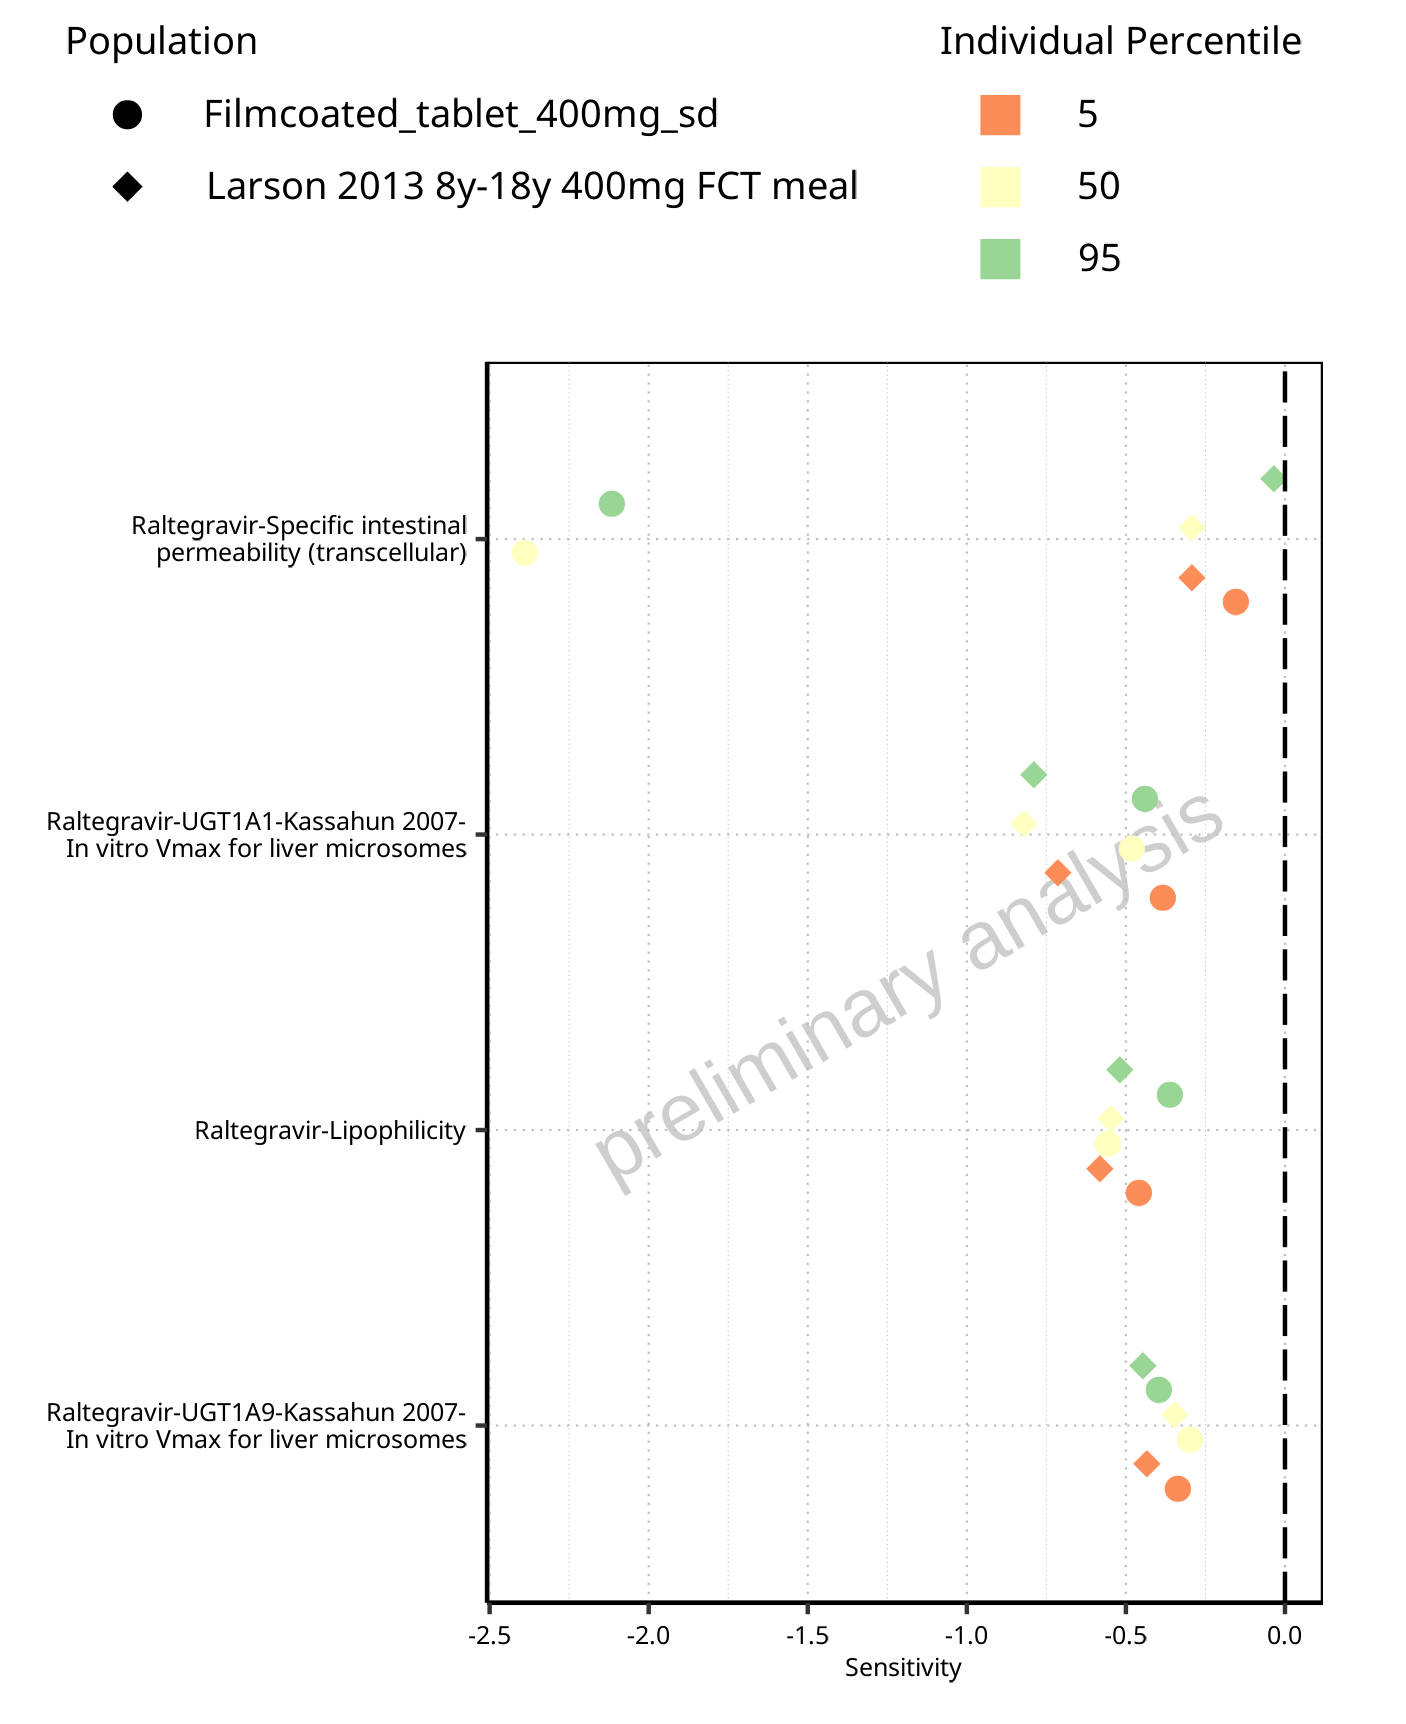 Population
Filmcoated_tablet_400mg_sd
Larson 2013 8y-18y 400mg FCT meal
Individual Percentile
5
50
95
Raltegravir-Specific intestinal
permeability (transcellular)
Raltegravir-UGT1A1-Kassahun 2007-
In vitro Vmax for liver microsomes
Raltegravir-Lipophilicity
Raltegravir-UGT1A9-Kassahun 2007-
In vitro Vmax for liver microsomes
preliminary analysis
-2.5 -2.0 -1.5 -1.0 -0.5 0.0
Sensitivity